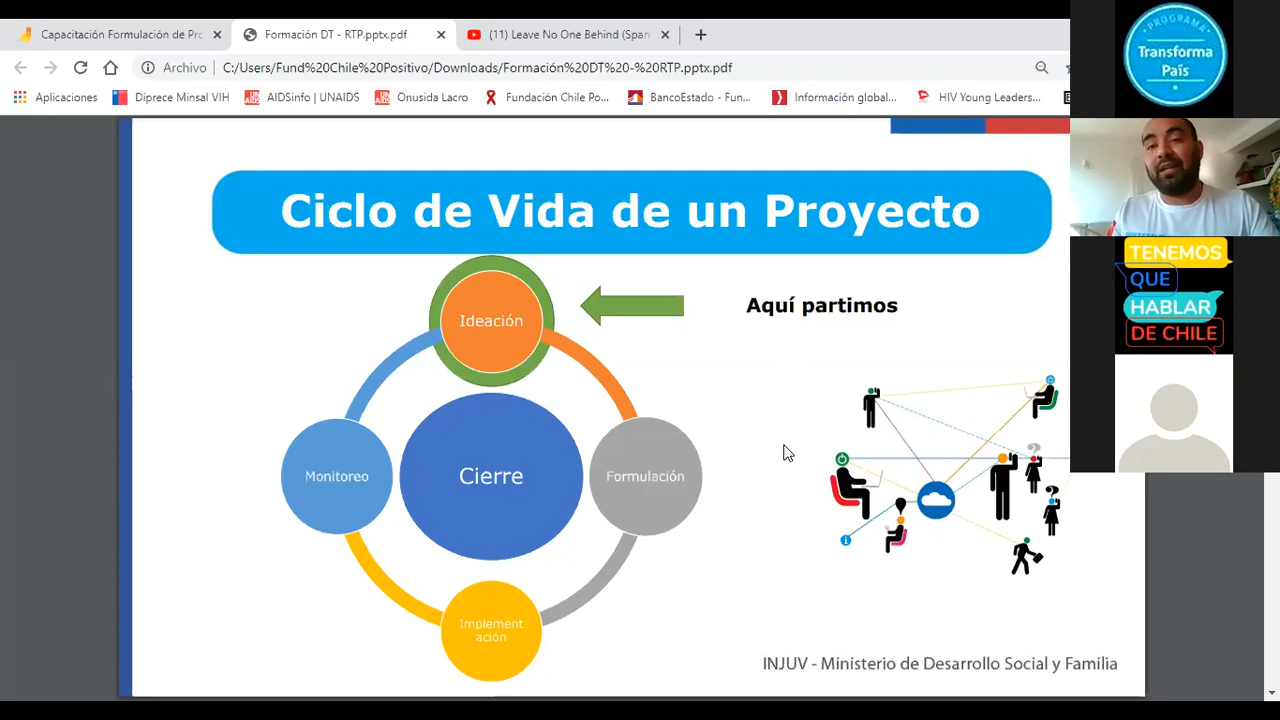 Capacitación Formulación de Pr
Formación DT - RTP.pptx.pdf
(11) Leave No One Behind (Span
Archivo
C:/Users/Fund%20Chile%20Positivo/Downloads/Formación%20DT%20-%20RTP.pptx.pdf
Aplicaciones
Diprece Minsal VIH
AIDSinfo | UNAIDS
Onusida Lacro
Fundación Chile Po...
BancoEstado - Fun...
Información global...
HIV Young Leaders...
PROGRAMA
Transforma
País
Ciclo de Vida de un Proyecto
TENEMOS
QUE
HABLAR
DE CHILE
Ideación
Aquí partimos
Monitoreo
Cierre
Formulación
Implement
ación
INJUV - Ministerio de Desarrollo Social y Familia